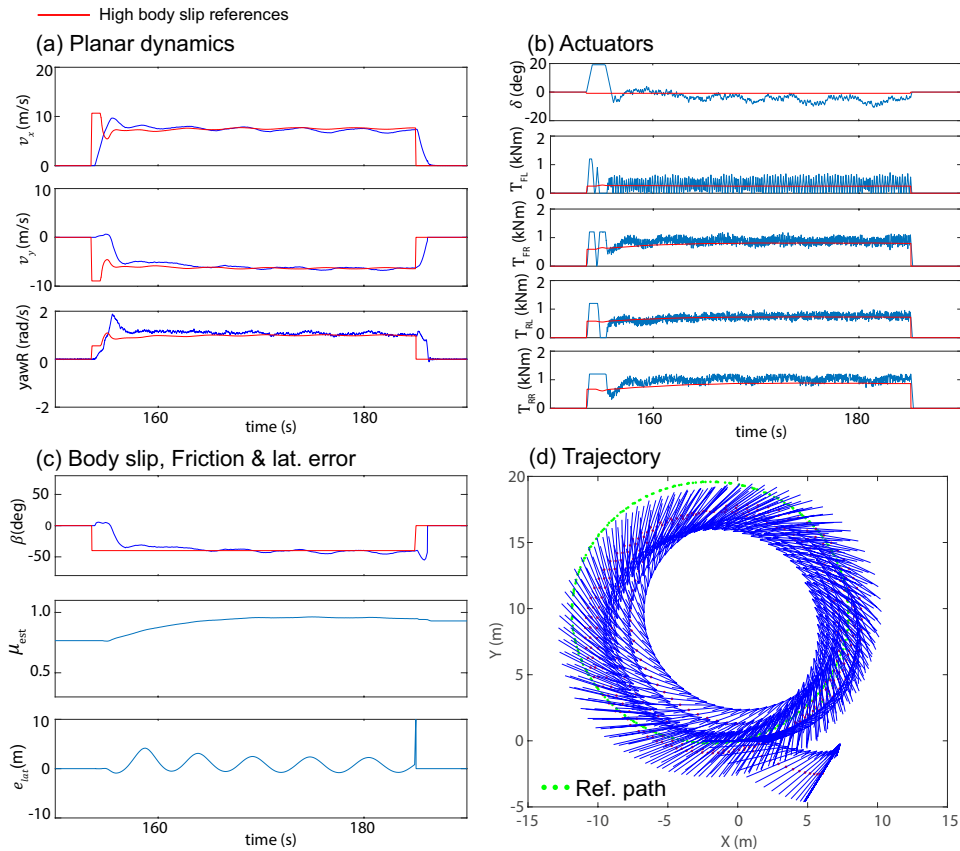 High body slip references
(a) Planar dynamics
20
10
0
v_x (m/s)
10
0
-10
v_y (m/s)
2
0
-2
yawR (rad/s)
160
180
time (s)
(b) Actuators
20
0
-20
δ (deg)
2
1
0
T_FL (kNm)
2
1
0
T_FR (kNm)
2
1
0
T_RL (kNm)
2
1
0
T_RR (kNm)
160
180
time (s)
(c) Body slip, Friction & lat. error
50
0
-50
β(deg)
1.0
0.5
μ_est
10
0
-10
e_lat (m)
160
180
time (s)
(d) Trajectory
20
15
10
5
0
-5
Y (m)
Ref. path
-15
-10
-5
0
5
10
15
X (m)